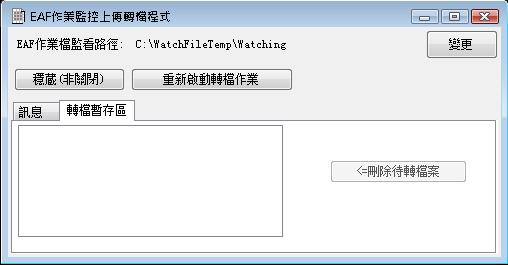 EAF作業監控上傳轉檔程式
EAF作業檔監看路徑: C:\WatchFileTemp\Watching
變更
隱蔵(非關閉)
重新啟動轉檔作業
訊息
轉檔暫存區
<=刪除待轉檔案